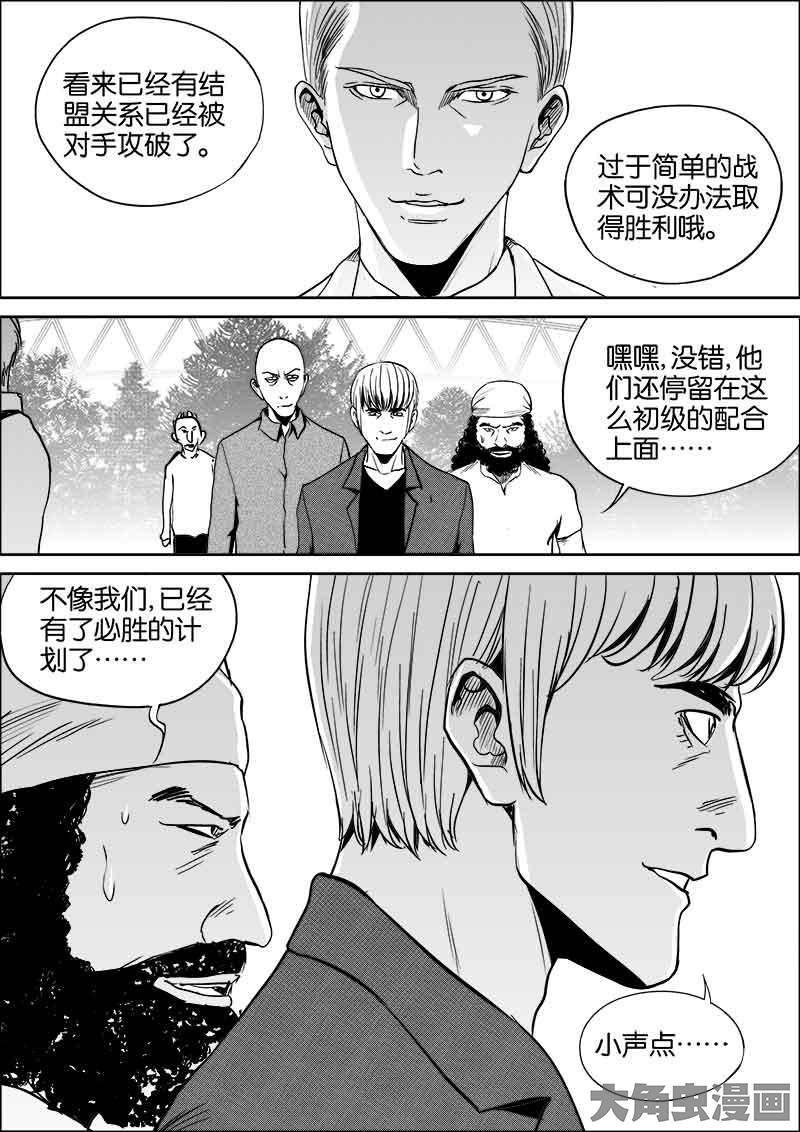 看来已经有结
盟关系已经被
对手攻破了。
过于简单的战
术可没办法取
得胜利哦。
嘿嘿,没错,他
们还停留在这
么初级的配合
上面……
不像我们,已经
有了必胜的计
划了……
小声点……
大角虫漫画